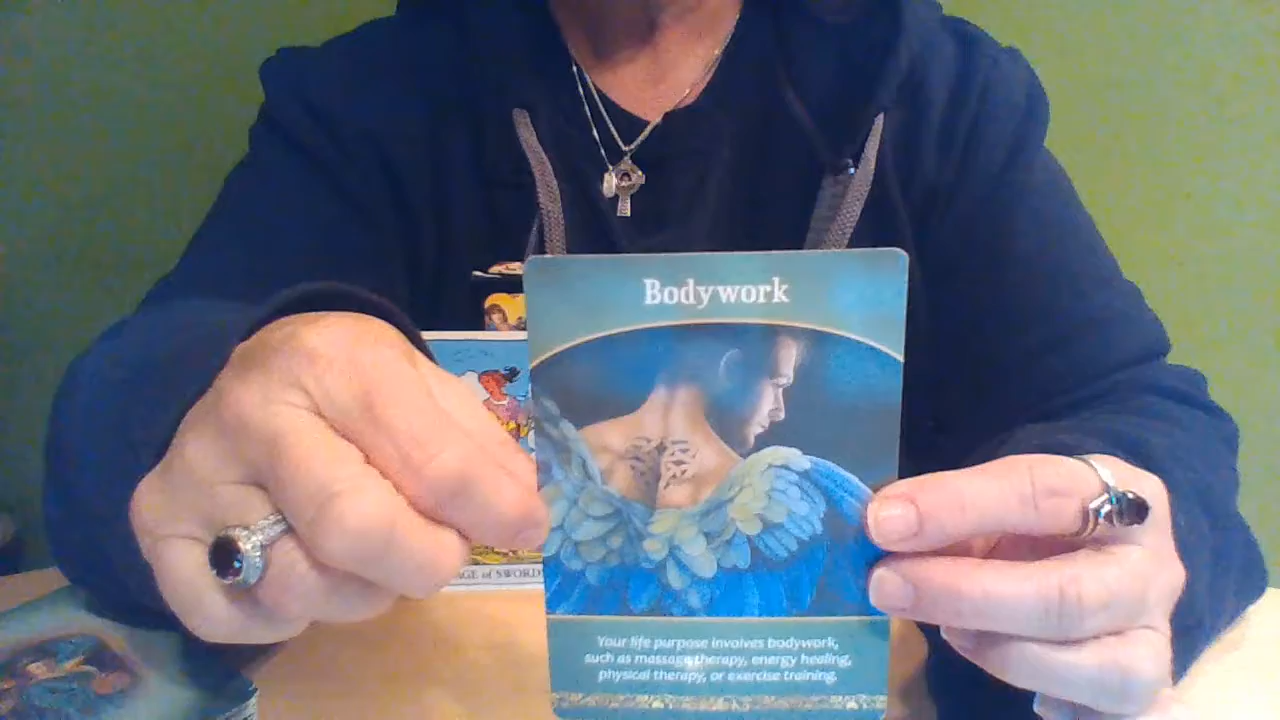 Bodywork
Your life purpose involves bodywork,
such as massage therapy, energy healing,
physical therapy, or exercise training.
AGE of SWORD